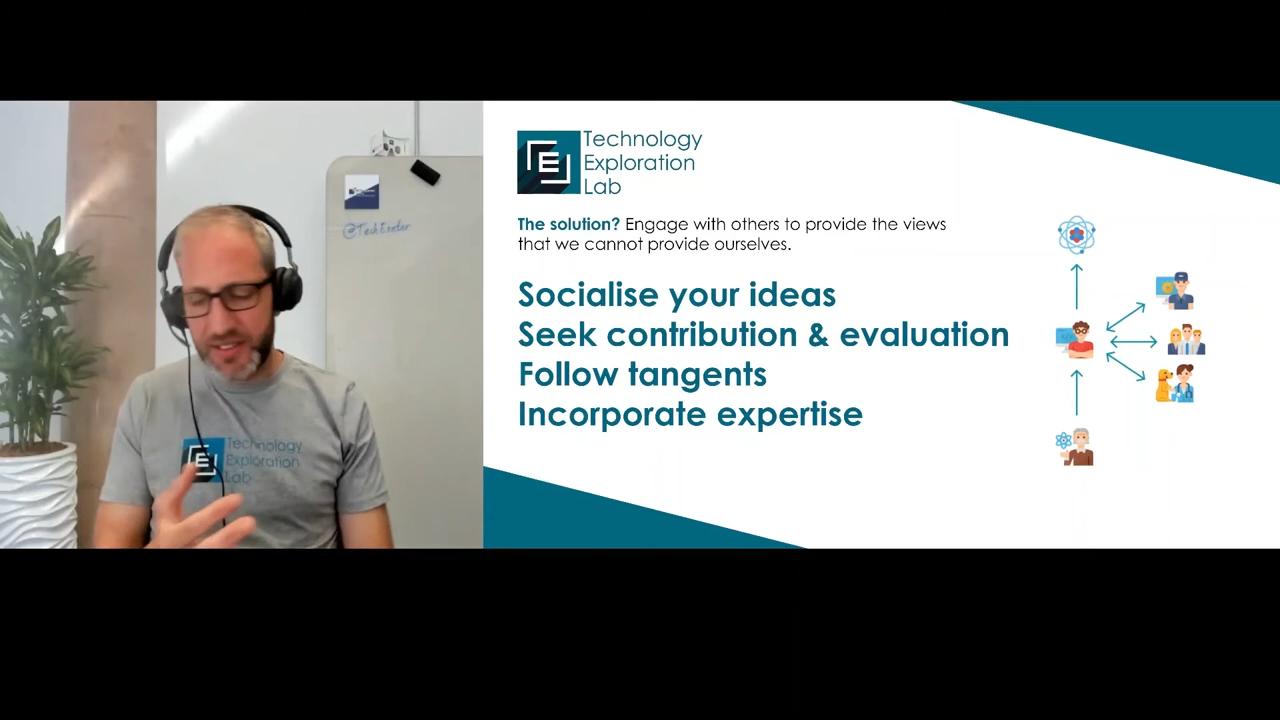 @TechExeter
Technology
Exploration
Lab
E
Technology
Exploration
Lab
The solution? Engage with others to provide the views
that we cannot provide ourselves.
Socialise your ideas
Seek contribution & evaluation
Follow tangents
Incorporate expertise